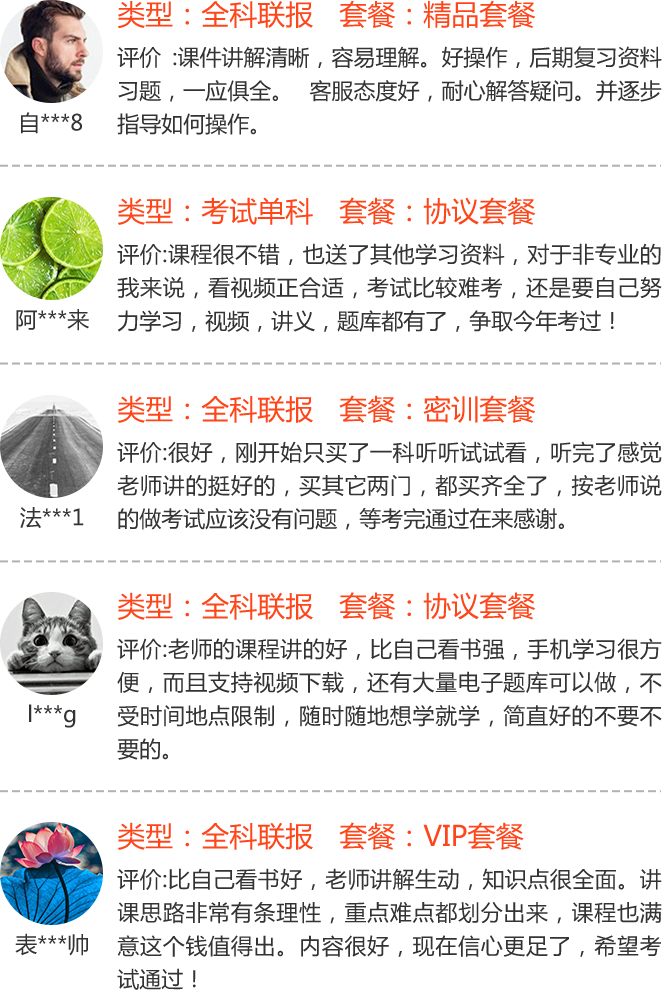 类型：全科联报 套餐：精品套餐
评价 :课件讲解清晰，容易理解。好操作，后期复习资料
习题，一应俱全。 客服态度好，耐心解答疑问。并逐步
指导如何操作。
自***8
类型：考试单科 套餐：协议套餐
评价:课程很不错，也送了其他学习资料，对于非专业的
我来说，看视频正合适，考试比较难考，还是要自己努
力学习，视频，讲义，题库都有了，争取今年考过！
阿***来
类型：全科联报 套餐：密训套餐
评价:很好，刚开始只买了一科听听试试看，听完了感觉
老师讲的挺好的，买其它两门，都买齐全了，按老师说
的做考试应该没有问题，等考完通过在来感谢。
法***1
类型：全科联报 套餐：协议套餐
评价:老师的课程讲的好，比自己看书强，手机学习很方
便，而且支持视频下载，还有大量电子题库可以做，不
受时间地点限制，随时随地想学就学，简直好的不要不
要的。
l***g
类型：全科联报 套餐：VIP套餐
评价:比自己看书好，老师讲解生动，知识点很全面。讲
课思路非常有条理性，重点难点都划分出来，课程也满
意这个钱值得出。内容很好，现在信心更足了，希望考
试通过！
表***帅